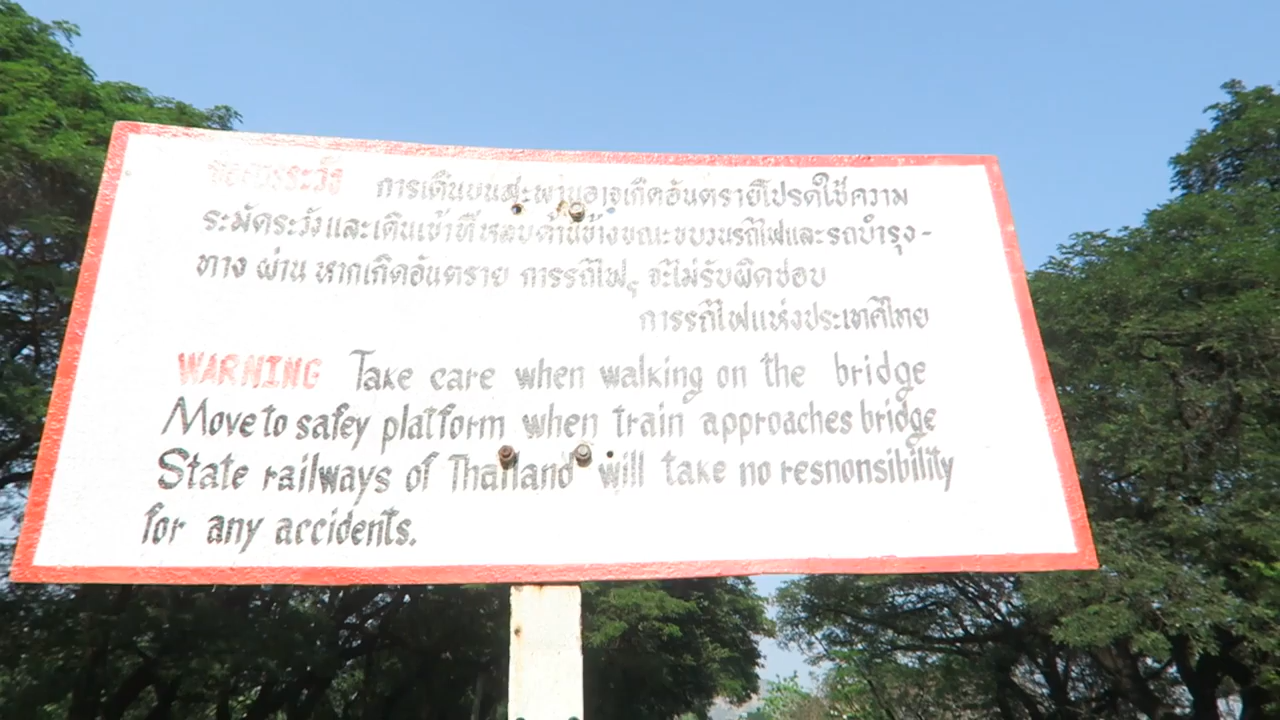 ข้อควรระวัง การเดินบนสะพานอาจเกิดอันตรายโปรดใช้ความ
ระมัดระวังและเดินเข้าที่หลบด้านข้างขณะขบวนรถไฟและรถบำรุง-
ทาง ผ่าน หากเกิดอันตราย การรถไฟฯ จะไม่รับผิดชอบ
การรถไฟแห่งประเทศไทย
WARNING Take care when walking on the bridge
Move to safey platform when train approaches bridge
State railways of Thailand will take no resnonsibility
for any accidents.